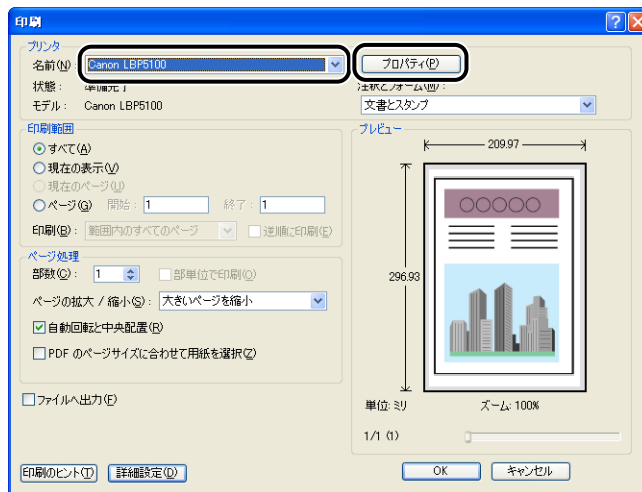 印刷
プリンタ
名前(N): Canon LBP5100 プロパティ(P)
状態: 準備完了 注釈とフォーム(M):
モデル: Canon LBP5100 文書とスタンプ
印刷範囲 プレビュー
すべて(A) 209.97
現在の表示(V)
現在のページ(U)
ページ(G) 開始: 1 終了: 1
印刷(B): 範囲内のすべてのページ 逆順に印刷(E)
ページ処理
部数(C): 1 部単位で印刷(O)
296.93
ページの拡大 / 縮小(S): 大きいページを縮小
自動回転と中央配置(R)
PDF のページサイズに合わせて用紙を選択(Z)
ファイルへ出力(F)
単位: ミリ ズーム: 100%
1/1 (1)
印刷のヒント(T) 詳細設定(D) OK キャンセル